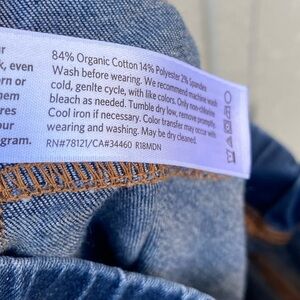 ur
k, even
rn or
hem
res
our
gram.
84% Organic Cotton 14% Polyester 2% Spandex
Wash before wearing. We recommend machine wash
cold, genlte cycle, with like colors. Only non-chlorine
bleach as needed. Tumble dry low, remove promptly.
Cool iron if necessary. Color transfer may occur with
wearing and washing. May be dry cleaned.
RN#78121/CA#34460 R18MDN